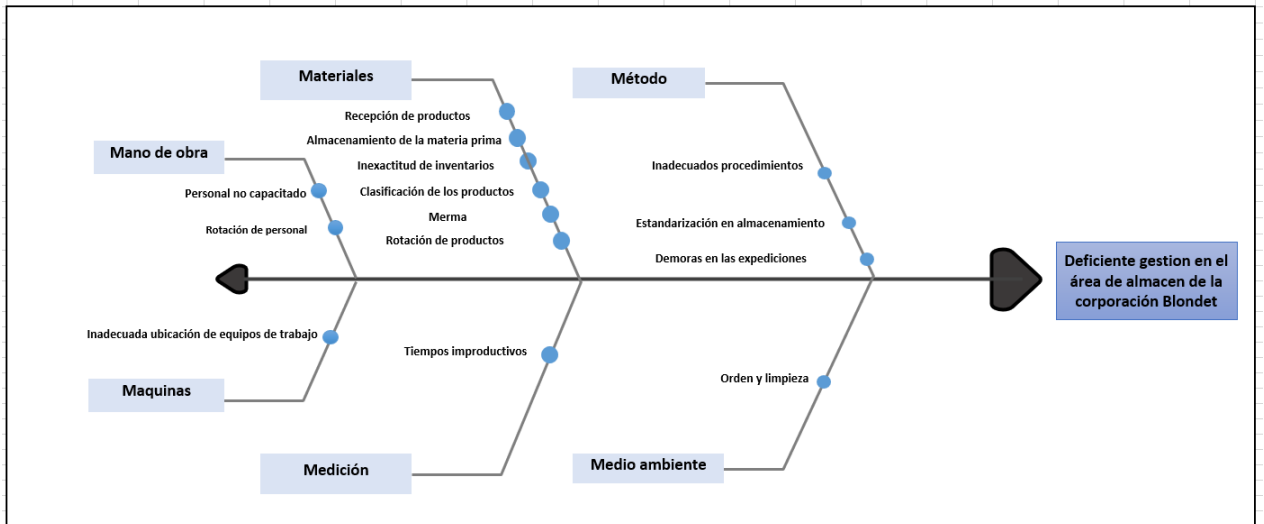 Materiales
Método
Recepción de productos
Almacenamiento de la materia prima
Mano de obra
Inexactitud de inventarios
Inadecuados procedimientos
Personal no capacitado
Clasificación de los productos
Merma
Estandarización en almacenamiento
Rotación de personal
Rotación de productos
Demoras en las expediciones
Deficiente gestion en el
área de almacen de la
corporación Blondet
Inadecuada ubicación de equipos de trabajo
Tiempos improductivos
Orden y limpieza
Maquinas
Medición
Medio ambiente